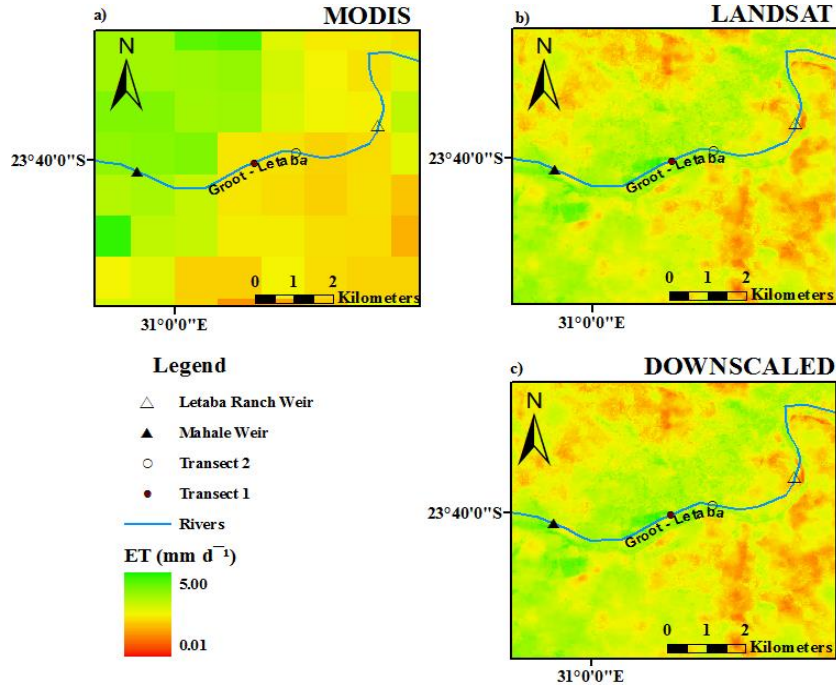 a) MODIS
N
23°40'0"S
Groot - Letaba
0 1 2
Kilometers
31°0'0"E
b) LANDSAT
N
23°40'0"S
Groot - Letaba
0 1 2
Kilometers
31°0'0"E
Legend
Letaba Ranch Weir
Mahale Weir
Transect 2
Transect 1
Rivers
ET (mm d⁻¹)
5.00
0.01
c) DOWNSCALED
N
23°40'0"S
Groot - Letaba
0 1 2
Kilometers
31°0'0"E